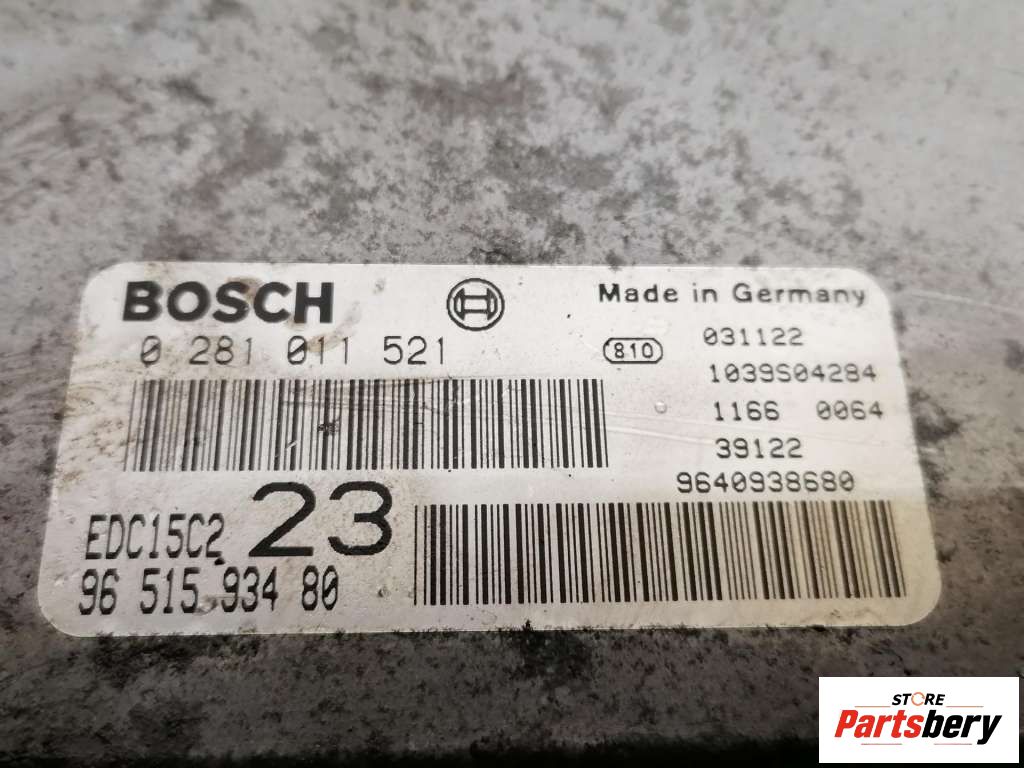 BOSCH
Made in Germany
0 281 011 521
810
031122
1039S04284
1166 0064
39122
9640938680
EDC15C2
23
96 515 934 80
STORE
Partsbery